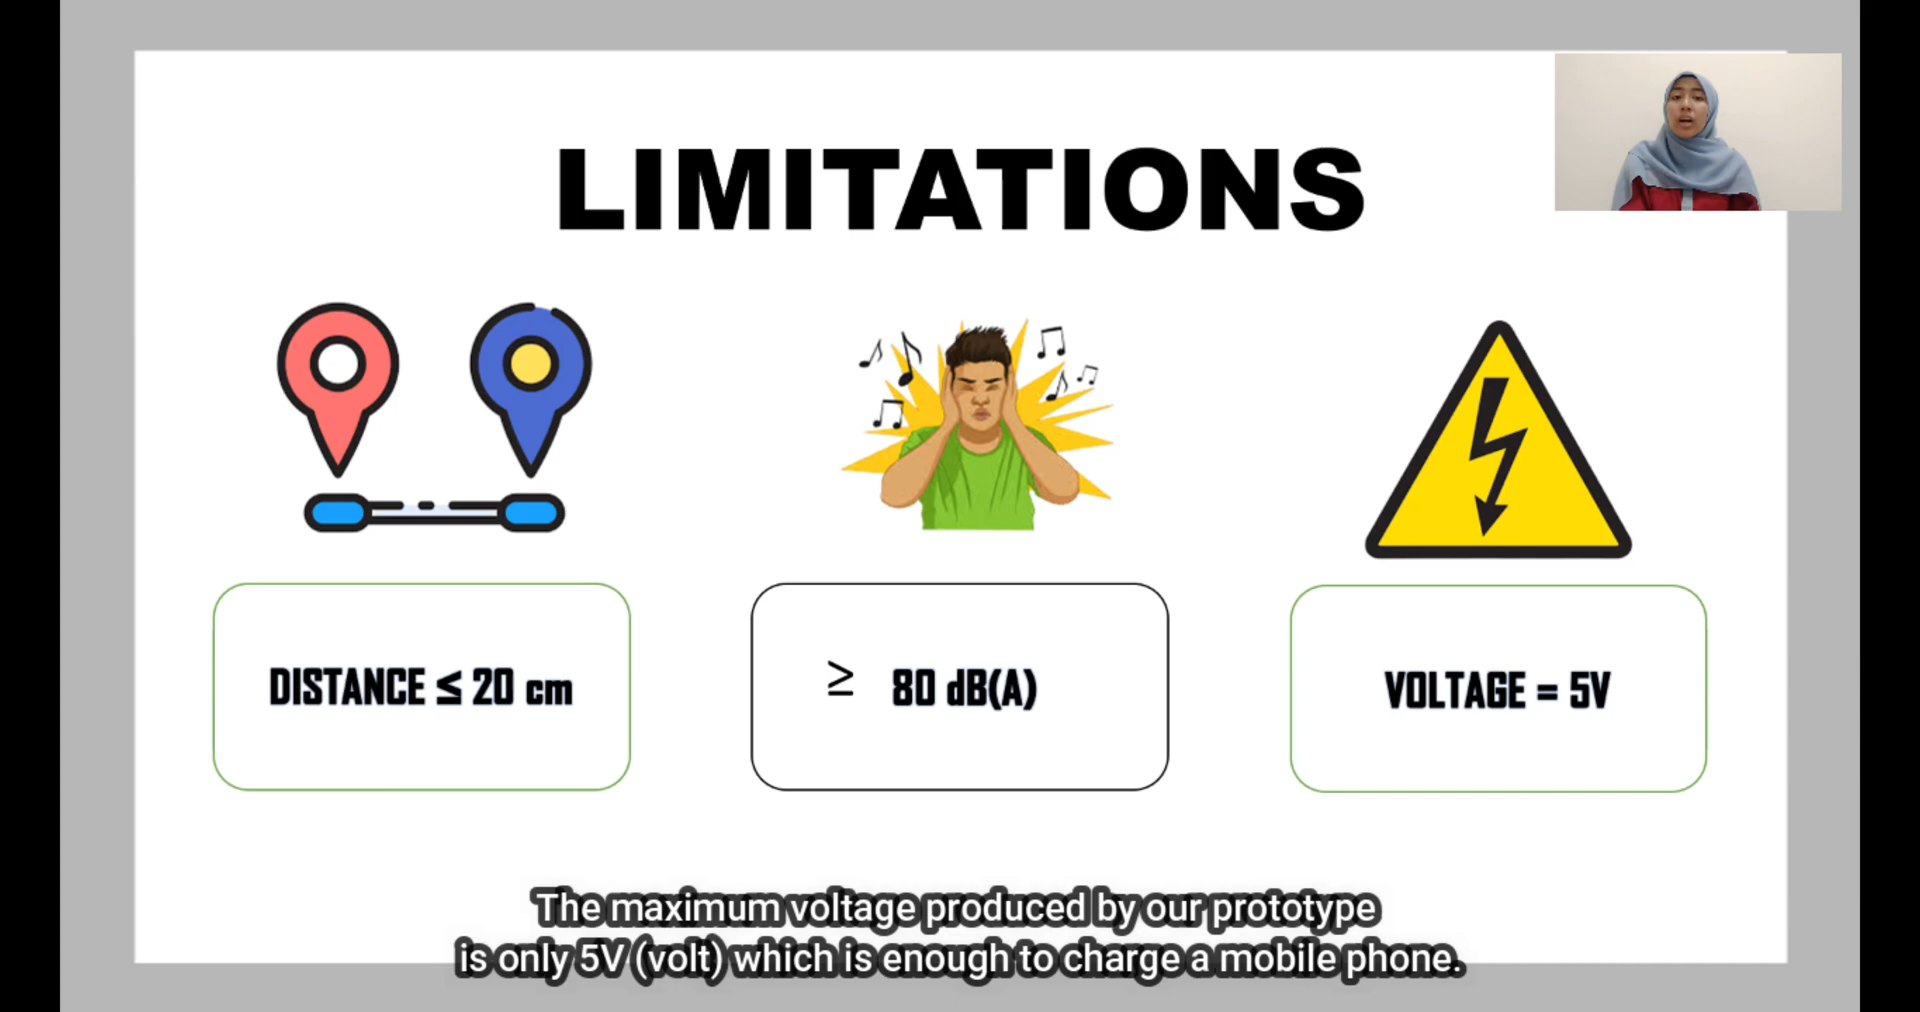 LIMITATIONS
DISTANCE ≤ 20 cm
≥ 80 dB(A)
VOLTAGE = 5V
The maximum voltage produced by our prototype
is only 5V (volt) which is enough to charge a mobile phone.